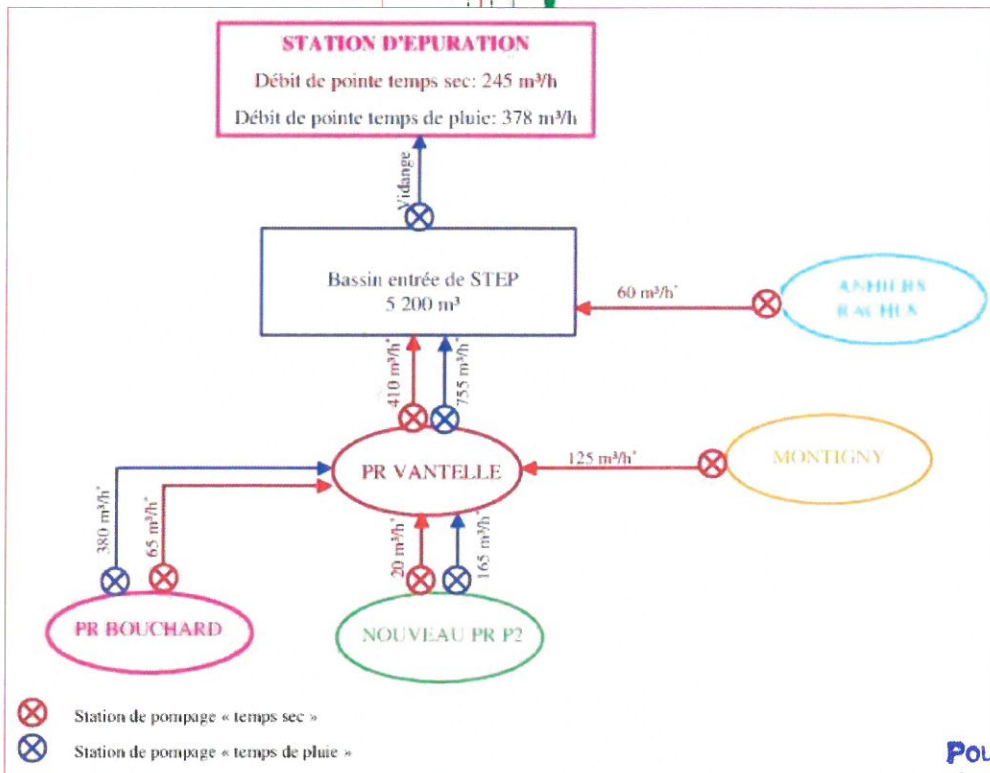 STATION D'EPURATION
Débit de pointe temps sec: 245 m³/h
Débit de pointe temps de pluie: 378 m³/h
Vidange
Bassin entrée de STEP
5 200 m³
60 m³/h*
ANHIERS
RACHES
410 m³/h*
755 m³/h*
PR VANTELLE
125 m³/h*
MONTIGNY
380 m³/h*
65 m³/h*
20 m³/h*
165 m³/h*
PR BOUCHARD
NOUVEAU PR P2
Station de pompage « temps sec »
Station de pompage « temps de pluie »